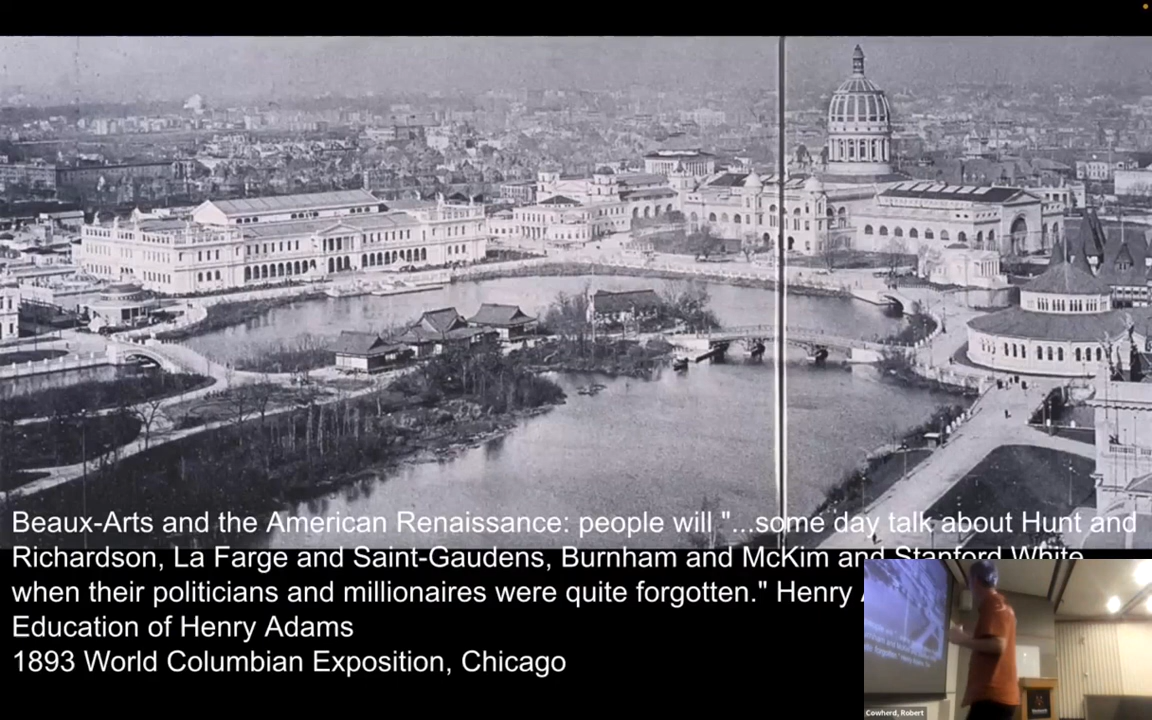 Beaux-Arts and the American Renaissance: people will "...some day talk about Hunt and
Richardson, La Farge and Saint-Gaudens, Burnham and McKim and Stanford White
when their politicians and millionaires were quite forgotten." Henry
Education of Henry Adams
1893 World Columbian Exposition, Chicago
Cowherd, Robert